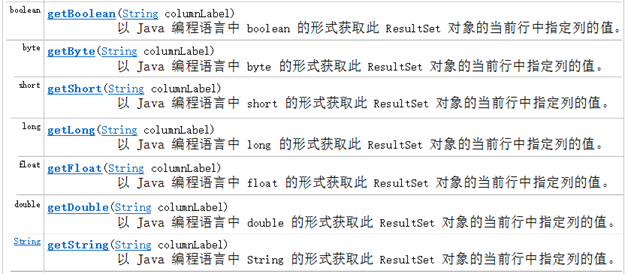 boolean getBoolean(String columnLabel)
以 Java 编程语言中 boolean 的形式获取此 ResultSet 对象的当前行中指定列的值。
byte getByte(String columnLabel)
以 Java 编程语言中 byte 的形式获取此 ResultSet 对象的当前行中指定列的值。
short getShort(String columnLabel)
以 Java 编程语言中 short 的形式获取此 ResultSet 对象的当前行中指定列的值。
long getLong(String columnLabel)
以 Java 编程语言中 long 的形式获取此 ResultSet 对象的当前行中指定列的值。
float getFloat(String columnLabel)
以 Java 编程语言中 float 的形式获取此 ResultSet 对象的当前行中指定列的值。
double getDouble(String columnLabel)
以 Java 编程语言中 double 的形式获取此 ResultSet 对象的当前行中指定列的值。
String getString(String columnLabel)
以 Java 编程语言中 String 的形式获取此 ResultSet 对象的当前行中指定列的值。